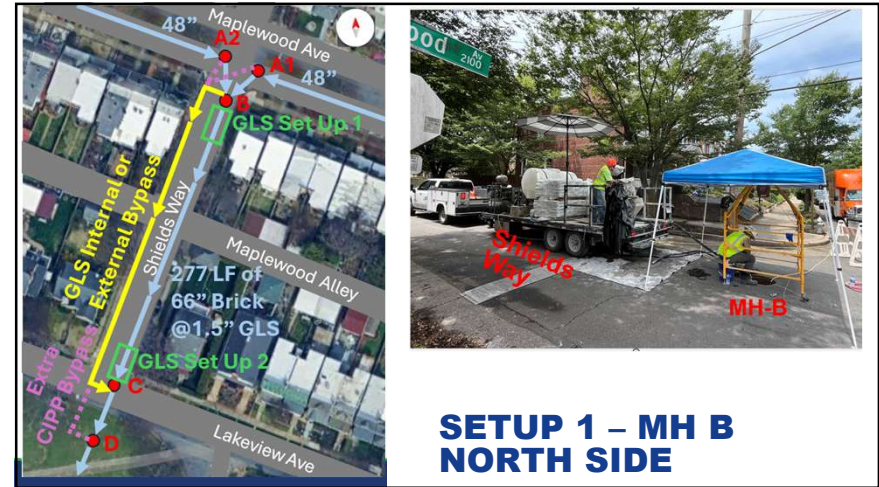 48”
Maplewood Ave
A2
A1
48”
B
GLS Set Up 1
GLS Internal or
External Bypass
Shields Way
Maplewood Alley
277 LF of
66” Brick
@1.5” GLS
GLS Set Up 2
Extra
CIPP Bypass
C
D
Lakeview Ave
ood Av
2100
Shields
Way
MH-B
SETUP 1 – MH B
NORTH SIDE